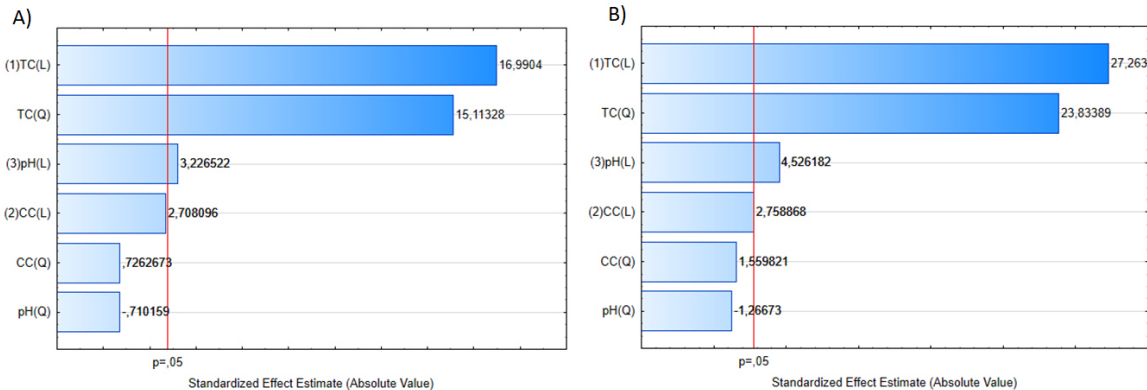 A)
(1)TC(L)
16,9904
TC(Q)
15,11328
(3)pH(L)
3,226522
(2)CC(L)
2,708096
CC(Q)
,7262673
pH(Q)
-,710159
p=,05
Standardized Effect Estimate (Absolute Value)
B)
(1)TC(L)
27,263
TC(Q)
23,83389
(3)pH(L)
4,526182
(2)CC(L)
2,758868
CC(Q)
1,559821
pH(Q)
-1,26673
p=,05
Standardized Effect Estimate (Absolute Value)